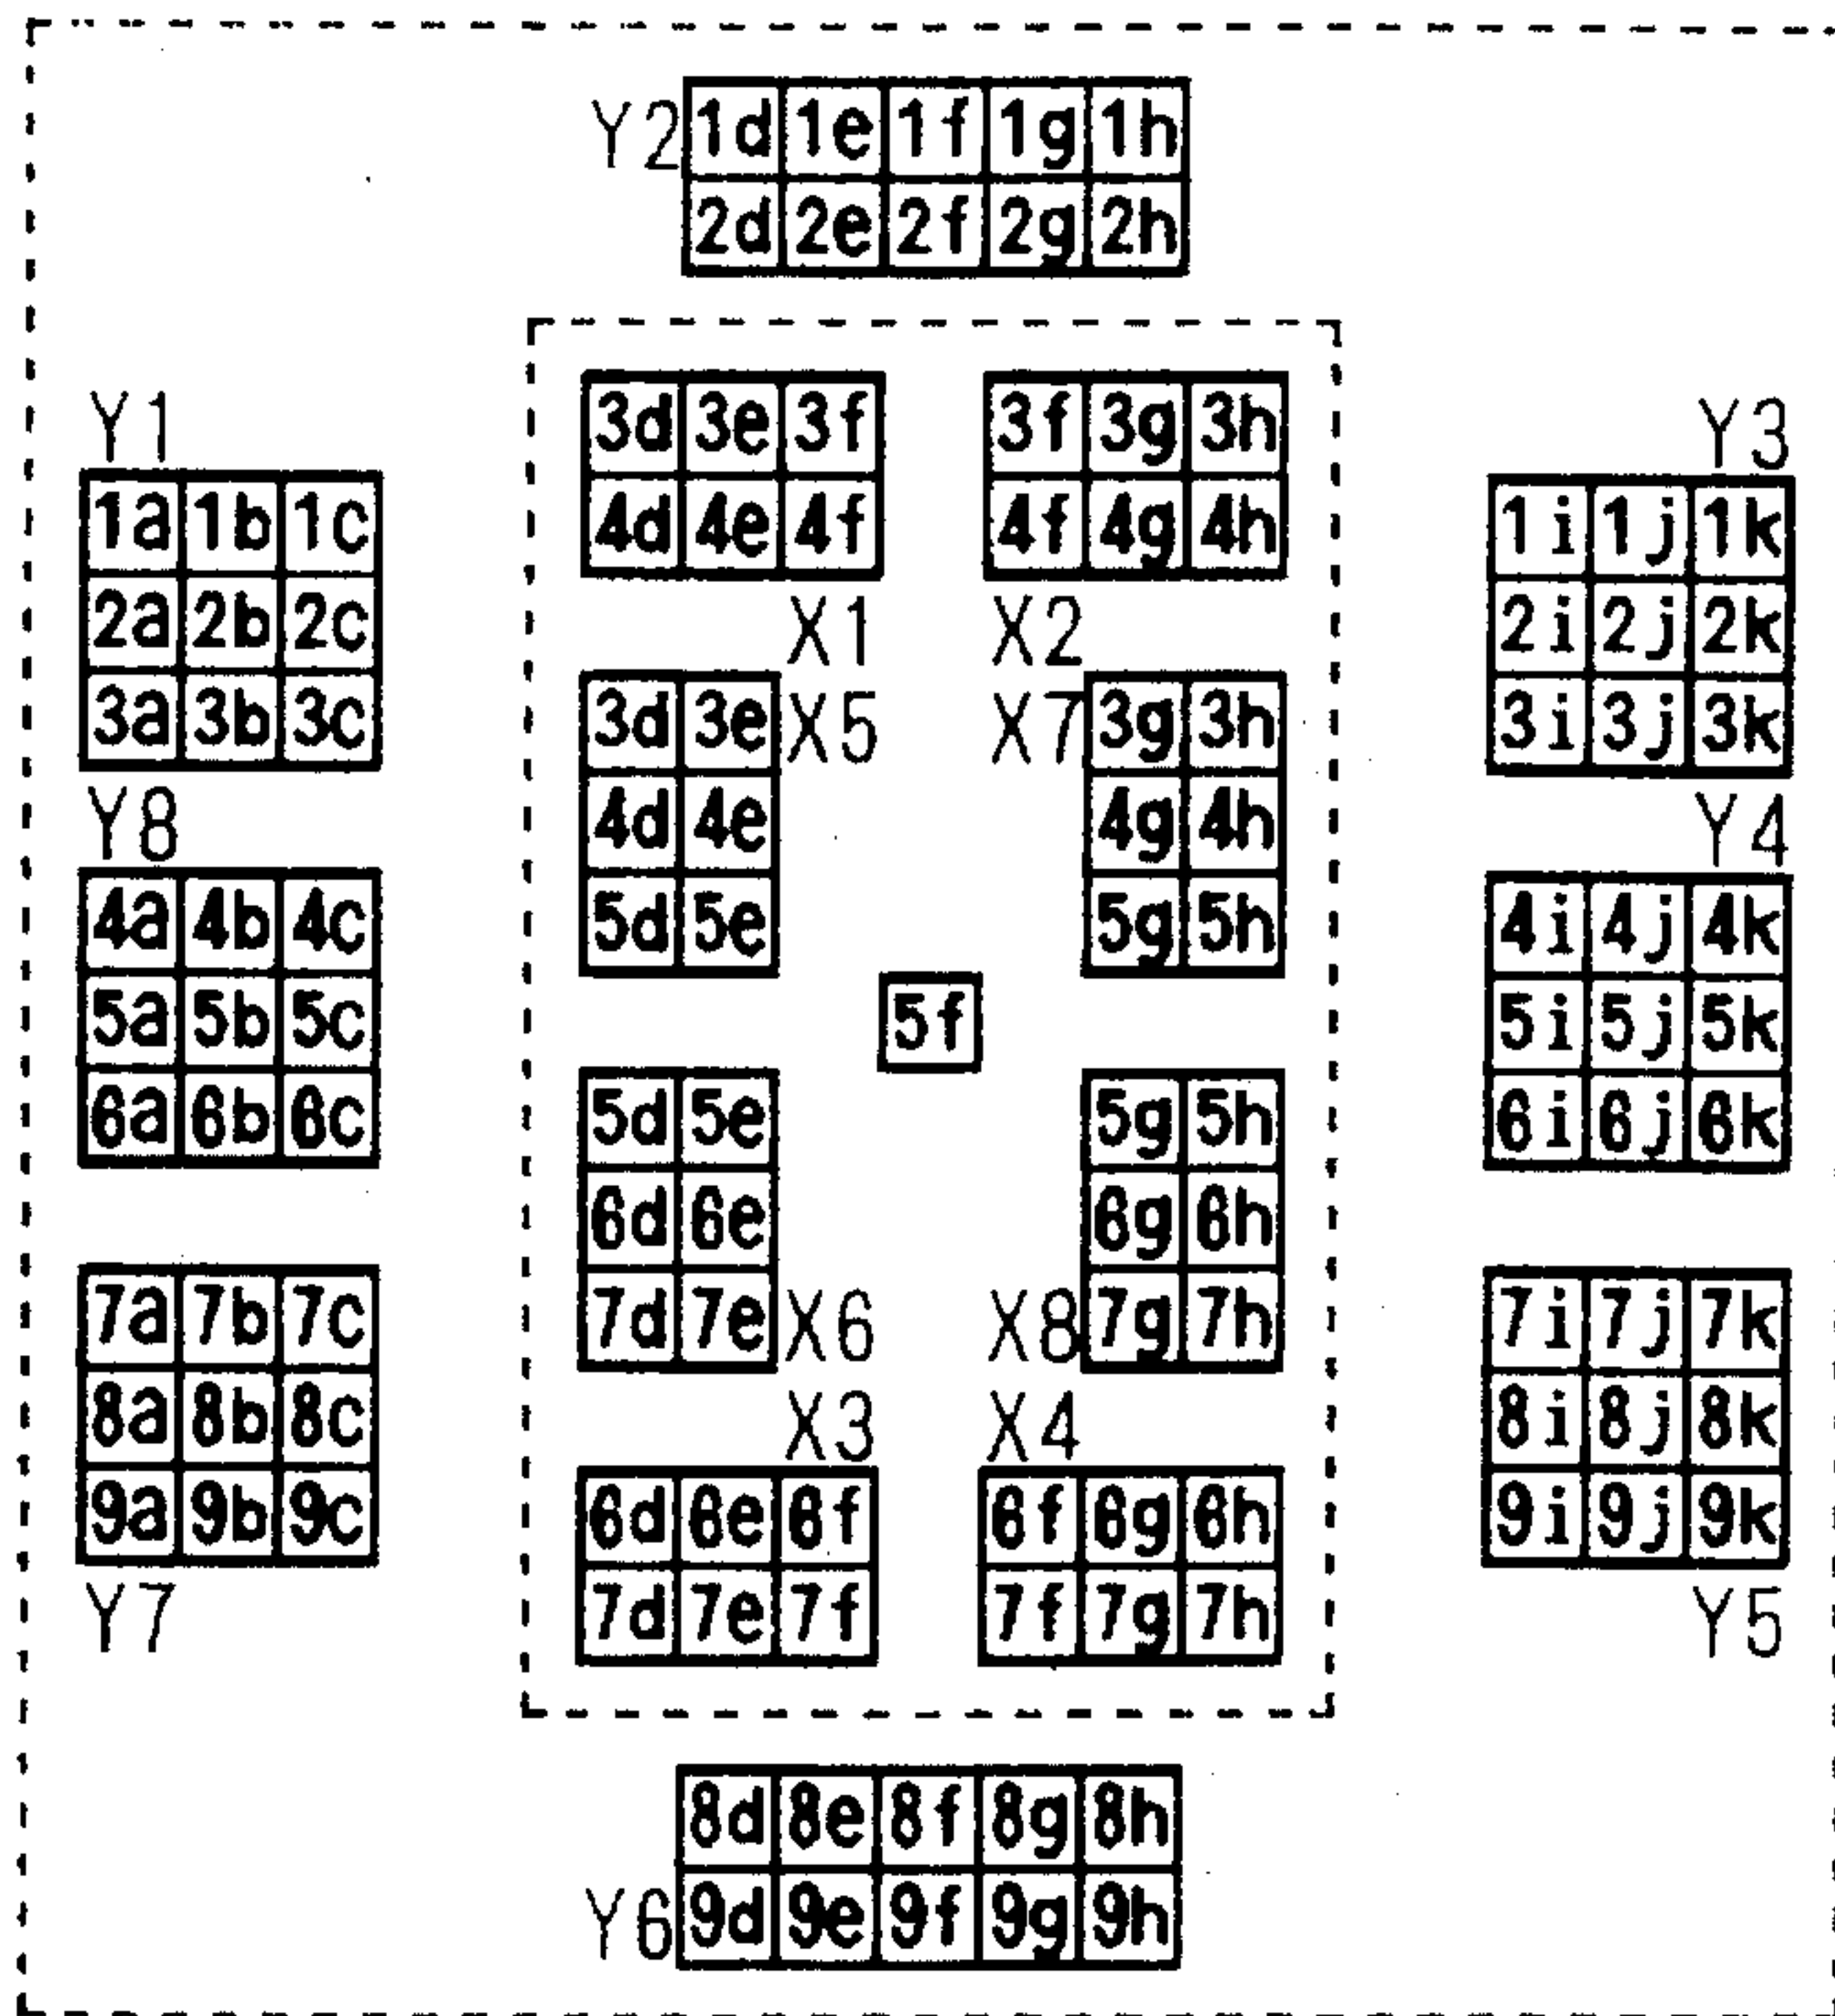 Y2
1d 1e 1f 1g 1h
2d 2e 2f 2g 2h
Y1
1a 1b 1c
2a 2b 2c
3a 3b 3c
Y8
4a 4b 4c
5a 5b 5c
6a 6b 6c
7a 7b 7c
8a 8b 8c
9a 9b 9c
Y7
3d 3e 3f
4d 4e 4f
X1
3f 3g 3h
4f 4g 4h
X2
X5
3d 3e
4d 4e
5d 5e
X7
3g 3h
4g 4h
5g 5h
5f
5d 5e
6d 6e
7d 7e
X6
5g 5h
6g 6h
7g 7h
X8
X3
6d 6e 6f
7d 7e 7f
X4
6f 6g 6h
7f 7g 7h
Y3
1i 1j 1k
2i 2j 2k
3i 3j 3k
Y4
4i 4j 4k
5i 5j 5k
6i 6j 6k
7i 7j 7k
8i 8j 8k
9i 9j 9k
Y5
8d 8e 8f 8g 8h
9d 9e 9f 9g 9h
Y6